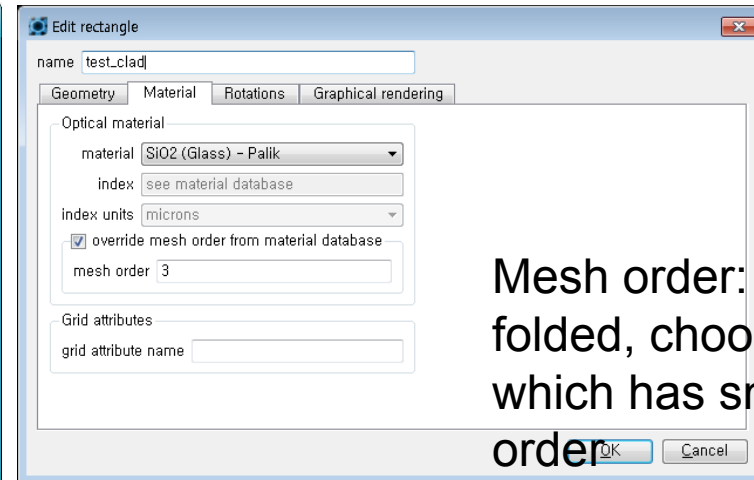 Edit rectangle
name test_clad
Geometry Material Rotations Graphical rendering
Optical material
material SiO2 (Glass) - Palik
index see material database
index units microns
override mesh order from material database
mesh order 3
Grid attributes
grid attribute name
Mesh order:
folded,
which has
order
OK Cancel